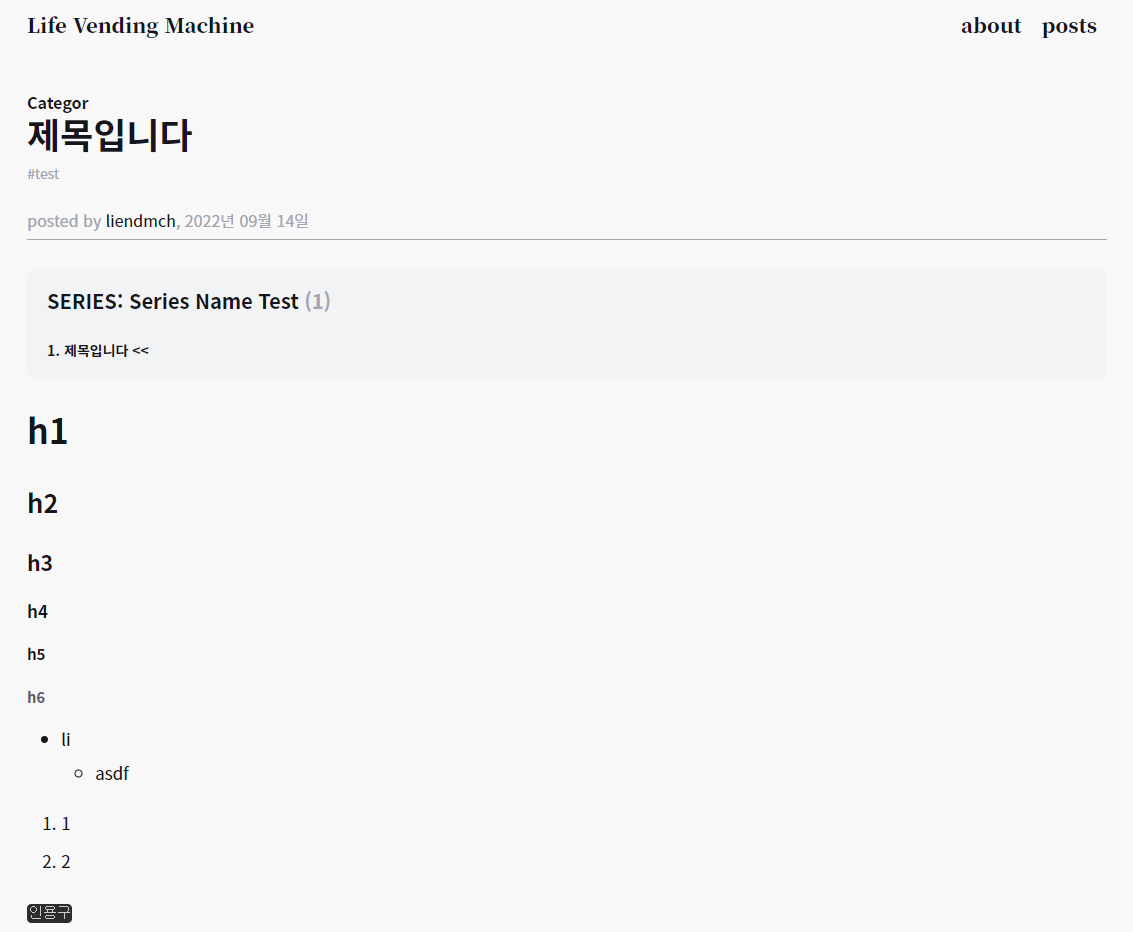 Life Vending Machine about posts
Categor
제목입니다
#test
posted by liendmch, 2022년 09월 14일
SERIES: Series Name Test (1)
1. 제목입니다 <<
h1
h2
h3
h4
h5
h6
li
asdf
1. 1
2. 2
인용구